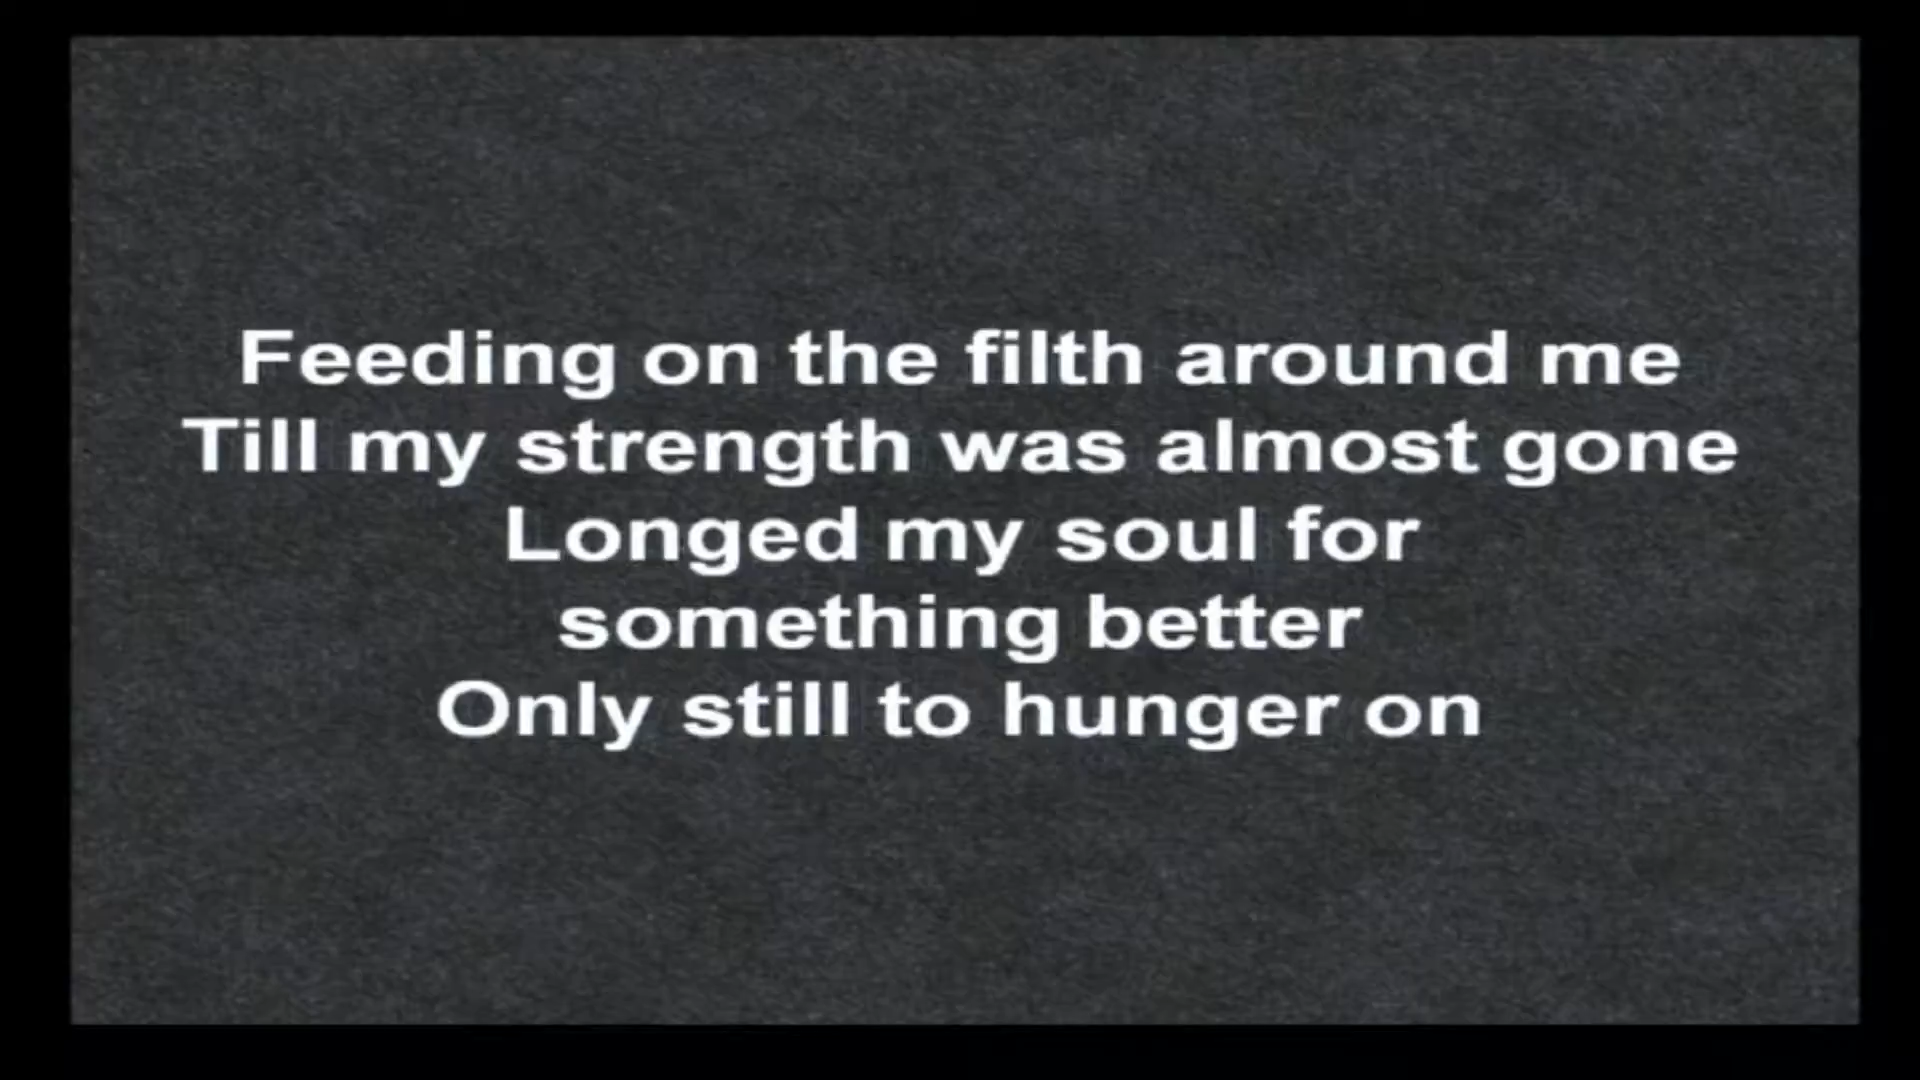 Feeding on the filth around me
Till my strength was almost gone
Longed my soul for
something better
Only still to hunger on